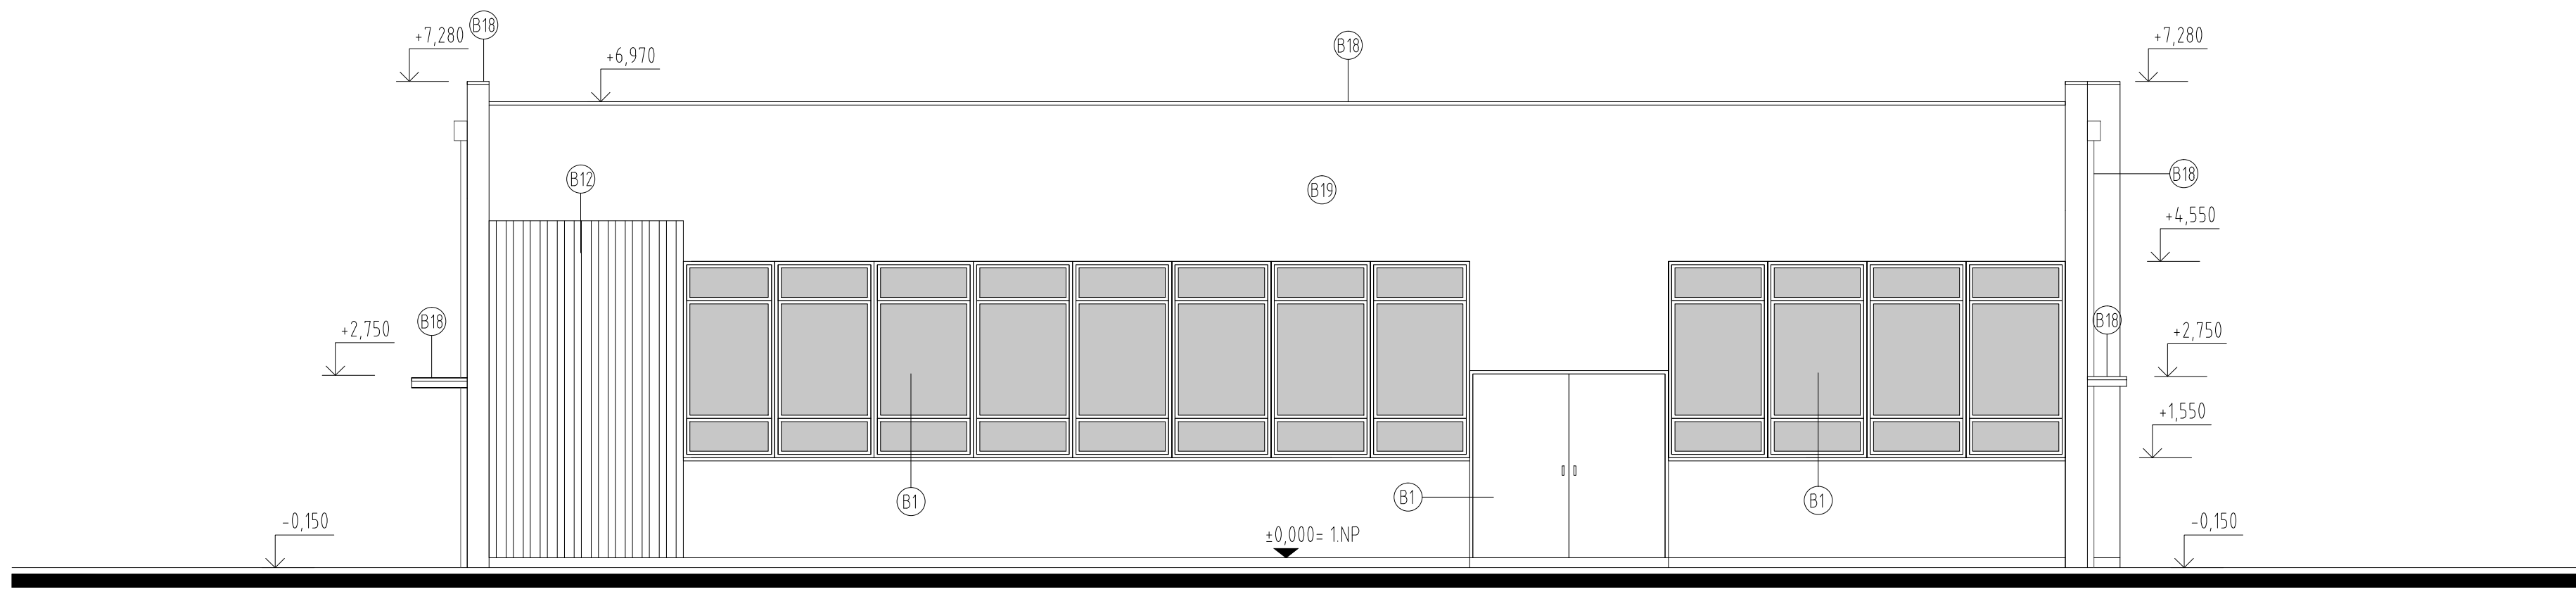 B18
+7,280
+7,280
B18
+6,970
B18
B12
B19
+4,550
B18
B18
+2,750
B18
+2,750
+1,550
B1
B1
B1
-0,150
-0,150
±0,000= 1.NP